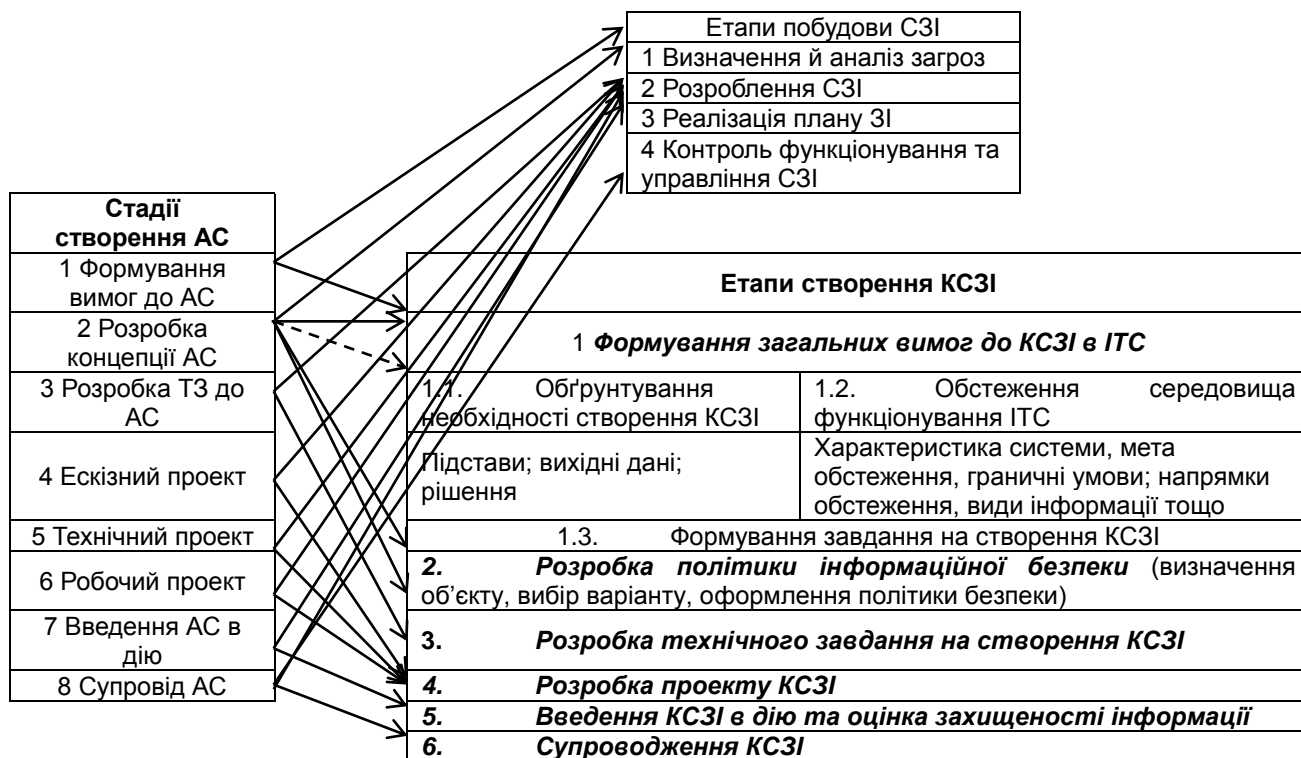 Етапи побудови СЗІ
1 Визначення й аналіз загроз
2 Розроблення СЗІ
3 Реалізація плану ЗІ
4 Контроль функціонування та
управління СЗІ
Стадії
створення АС
1 Формування
вимог до АС
2 Розробка
концепції АС
3 Розробка ТЗ до
АС
4 Ескізний проект
5 Технічний проект
6 Робочий проект
7 Введення АС в
дію
8 Супровід АС
Етапи створення КСЗІ
1 Формування загальних вимог до КСЗІ в ІТС
1.1. Обґрунтування
необхідності створення КСЗІ
1.2. Обстеження середовища
функціонування ІТС
Підстави; вихідні дані;
рішення
Характеристика системи, мета
обстеження, граничні умови; напрямки
обстеження, види інформації тощо
1.3. Формування завдання на створення КСЗІ
2. Розробка політики інформаційної безпеки (визначення
об’єкту, вибір варіанту, оформлення політики безпеки)
3. Розробка технічного завдання на створення КСЗІ
4. Розробка проекту КСЗІ
5. Введення КСЗІ в дію та оцінка захищеності інформації
6. Супроводження КСЗІ